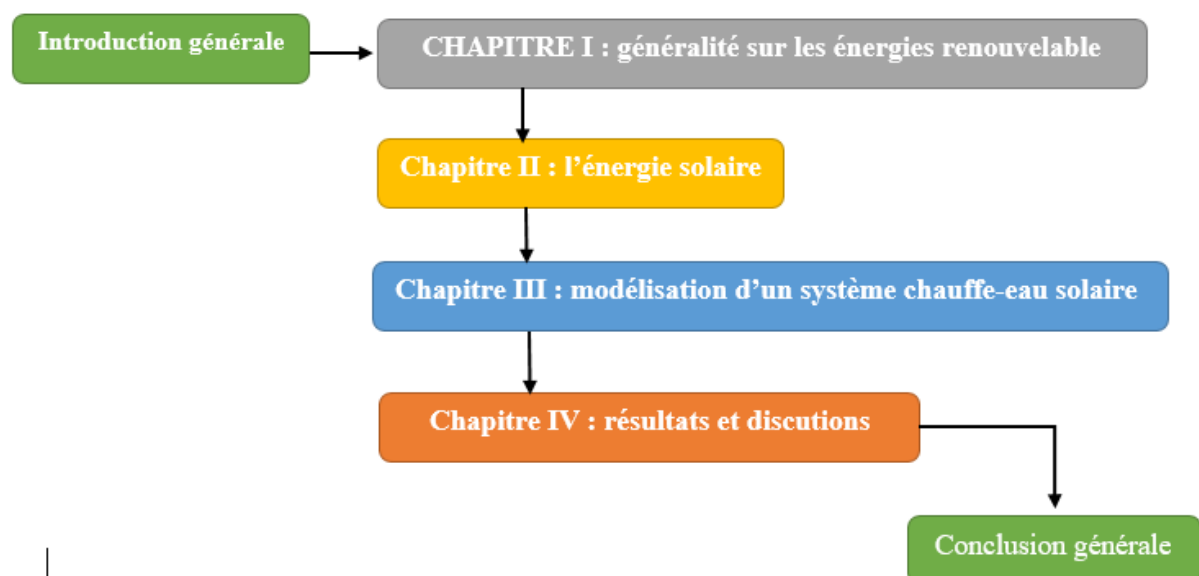 Introduction générale
CHAPITRE I : généralité sur les énergies renouvelable
Chapitre II : l’énergie solaire
Chapitre III : modélisation d’un système chauffe-eau solaire
Chapitre IV : résultats et discutions
Conclusion générale